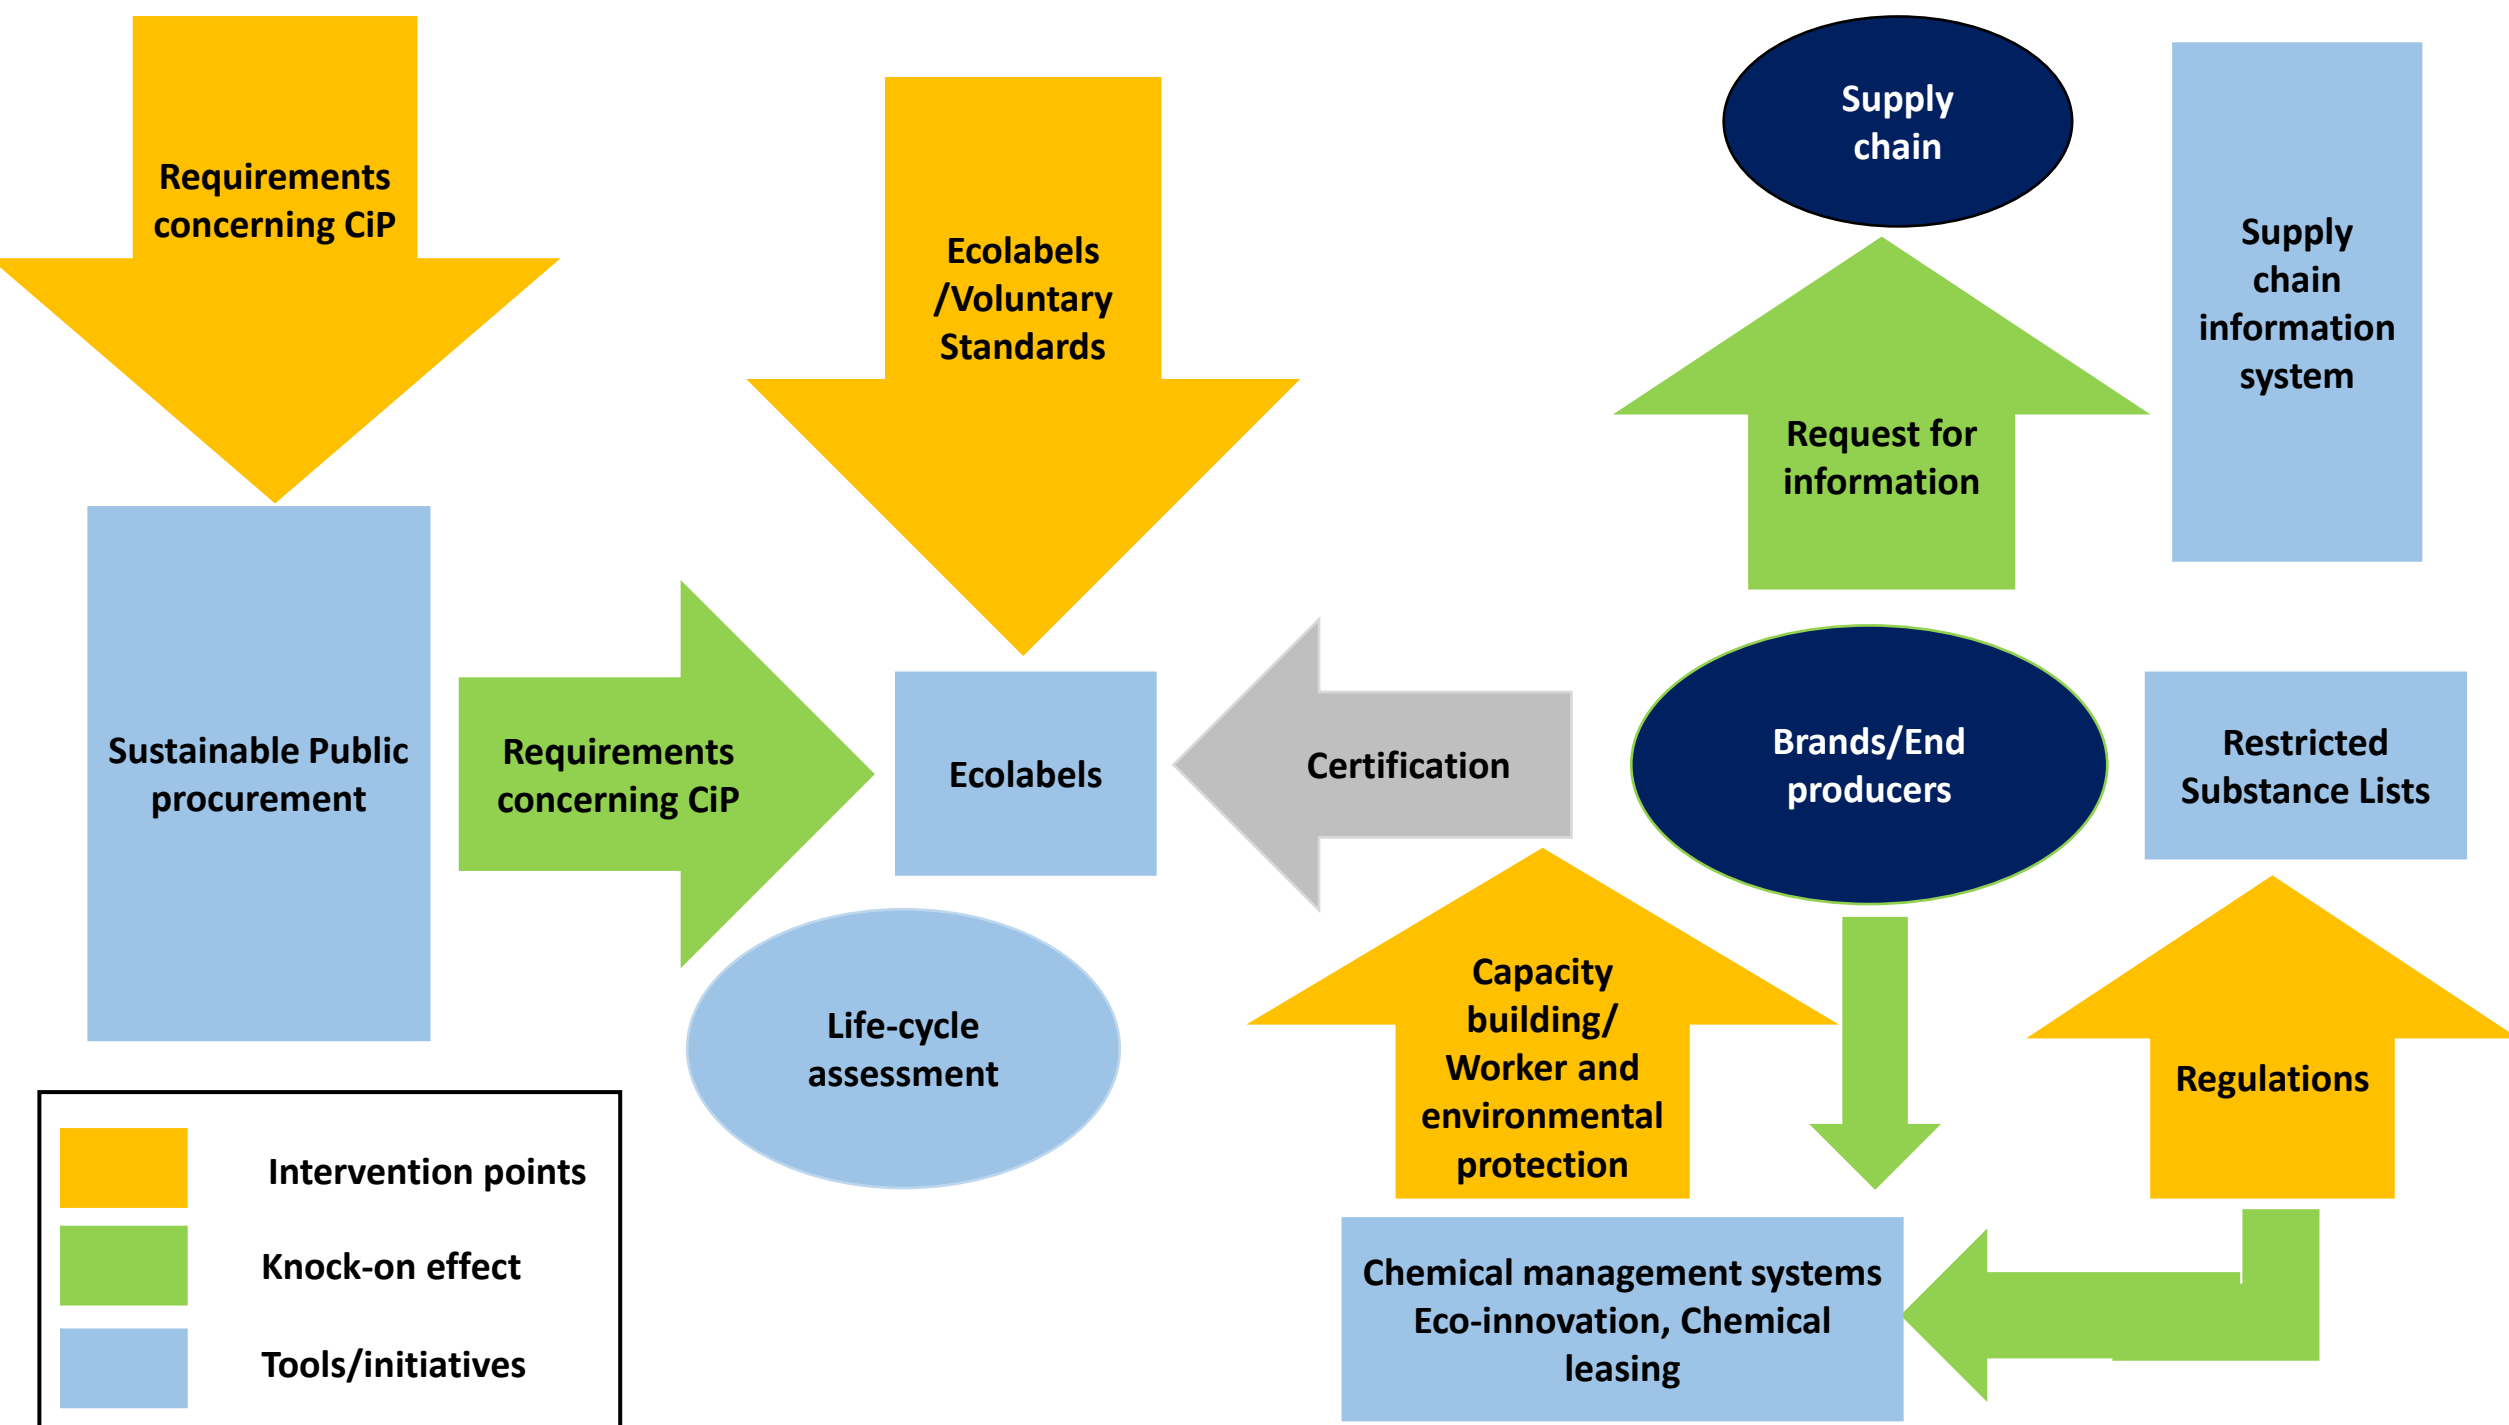 Requirements
concerning CiP
Ecolabels
/Voluntary
Standards
Supply
chain
Supply
chain
information
system
Request for
information
Sustainable Public
procurement
Requirements
concerning CiP
Ecolabels
Certification
Brands/End
producers
Restricted
Substance Lists
Life-cycle
assessment
Capacity
building/
Worker and
environmental
protection
Regulations
Chemical management systems
Eco-innovation, Chemical
leasing
Intervention points
Knock-on effect
Tools/initiatives